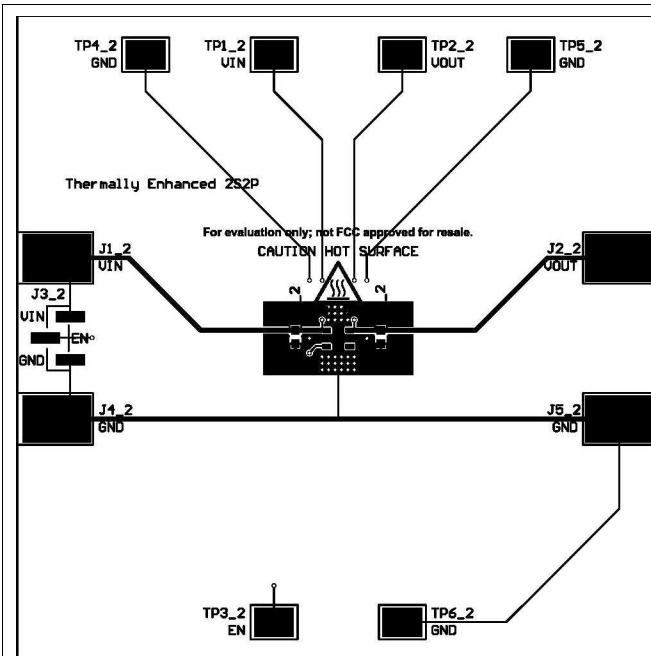 TP4_2
GND
TP1_2
VIN
TP2_2
VOUT
TP5_2
GND
Thermally Enhanced 2S2P
For evaluation only; not FCC approved for resale.
CAUTION HOT SURFACE
J1_2
VIN
J2_2
VOUT
J3_2
VIN
EN
GND
_2
_2
J4_2
GND
J5_2
GND
TP3_2
EN
TP6_2
GND